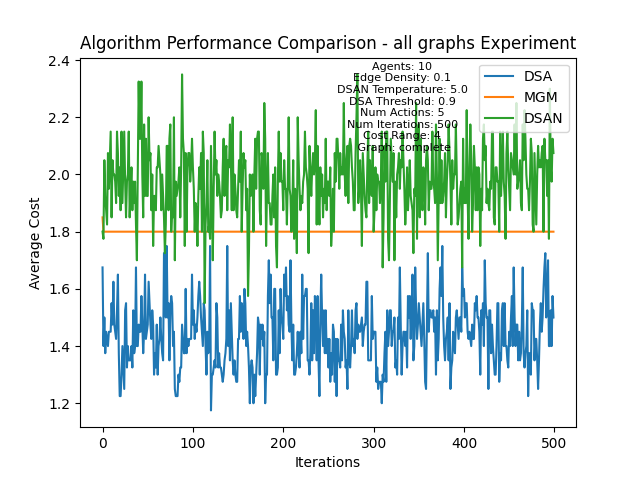 Algorithm Performance Comparison - all graphs Experiment
Agents: 10
Edge Density: 0.1
DSAN Temperature: 5.0
DSA Threshold: 0.9
Num Actions: 5
Num Iterations: 500
Cost Range: 4
Graph: complete
DSA
MGM
DSAN
Average Cost
2.4
2.2
2.0
1.8
1.6
1.4
1.2
0
100
200
300
400
500
Iterations